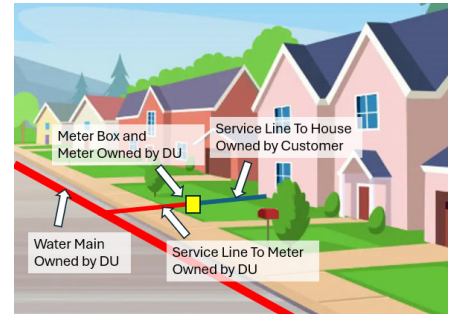 Meter Box and
Meter Owned by DU
Service Line To House
Owned by Customer
Water Main
Owned by DU
Service Line To Meter
Owned by DU